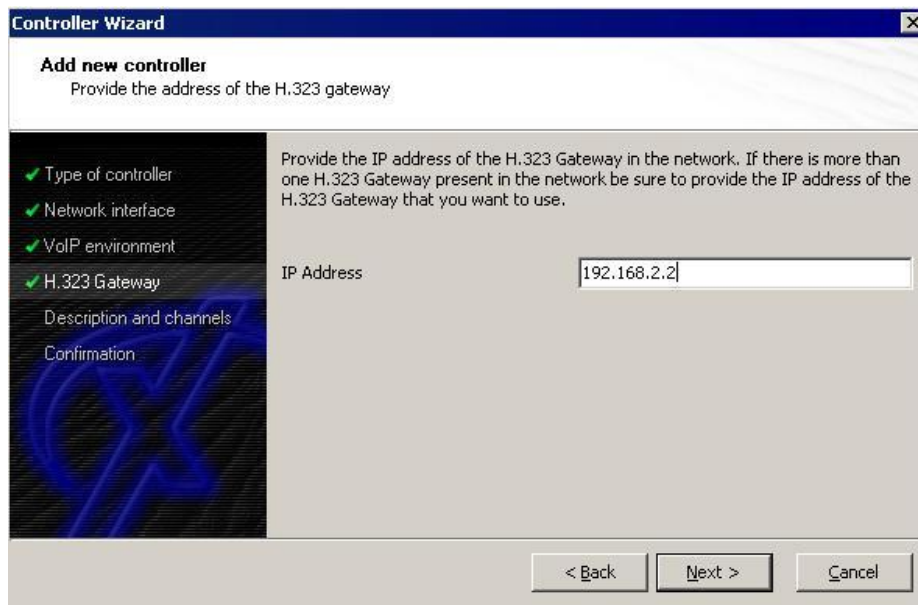 Controller Wizard
Add new controller
Provide the address of the H.323 gateway
Type of controller
Network interface
VoIP environment
H.323 Gateway
Description and channels
Confirmation
Provide the IP address of the H.323 Gateway in the network. If there is more than
one H.323 Gateway present in the network be sure to provide the IP address of the
H.323 Gateway that you want to use.
IP Address
192.168.2.2
< Back
Next >
Cancel